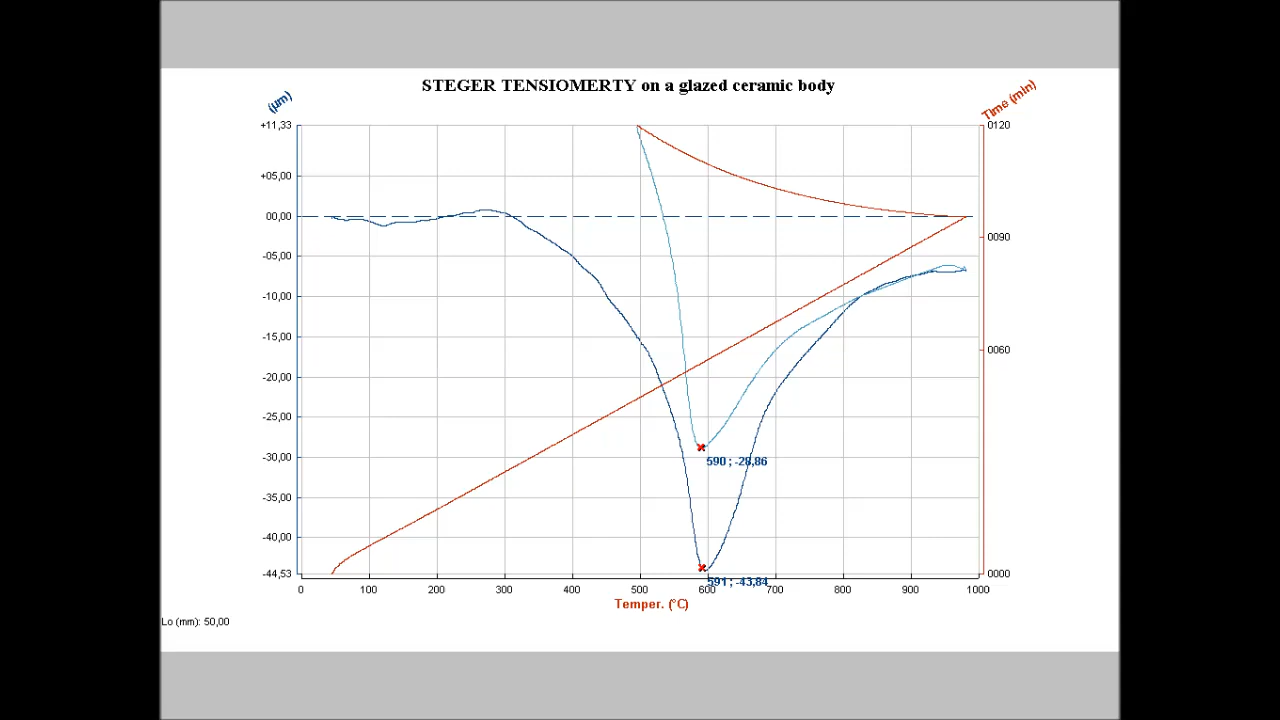 STEGER TENSIOMERTY on a glazed ceramic body
(µm)
Time (min)
+11,33
+05,00
00,00
-05,00
-10,00
-15,00
-20,00
-25,00
-30,00
-35,00
-40,00
-44,53
0120
0090
0060
0000
590 ; -28,86
591 ; -43,84
0 100 200 300 400 500 600 700 800 900 1000
Temper. (°C)
Lo (mm): 50,00